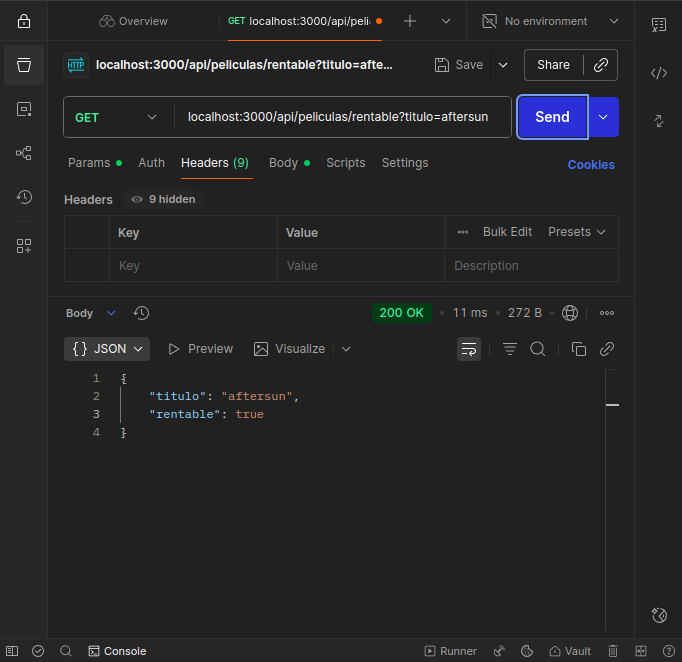 Overview
GET localhost:3000/api/peli
No environment
HTTP localhost:3000/api/peliculas/rentable?titulo=afte...
Save
Share
GET
localhost:3000/api/peliculas/rentable?titulo=aftersun
Send
Params Auth Headers (9) Body Scripts Settings
Cookies
Headers 9 hidden
Key Value Bulk Edit Presets
Key Value Description
Body 200 OK 11 ms 272 B
{} JSON Preview Visualize
1 {
2 "titulo": "aftersun",
3 "rentable": true
4 }
Console Runner Vault